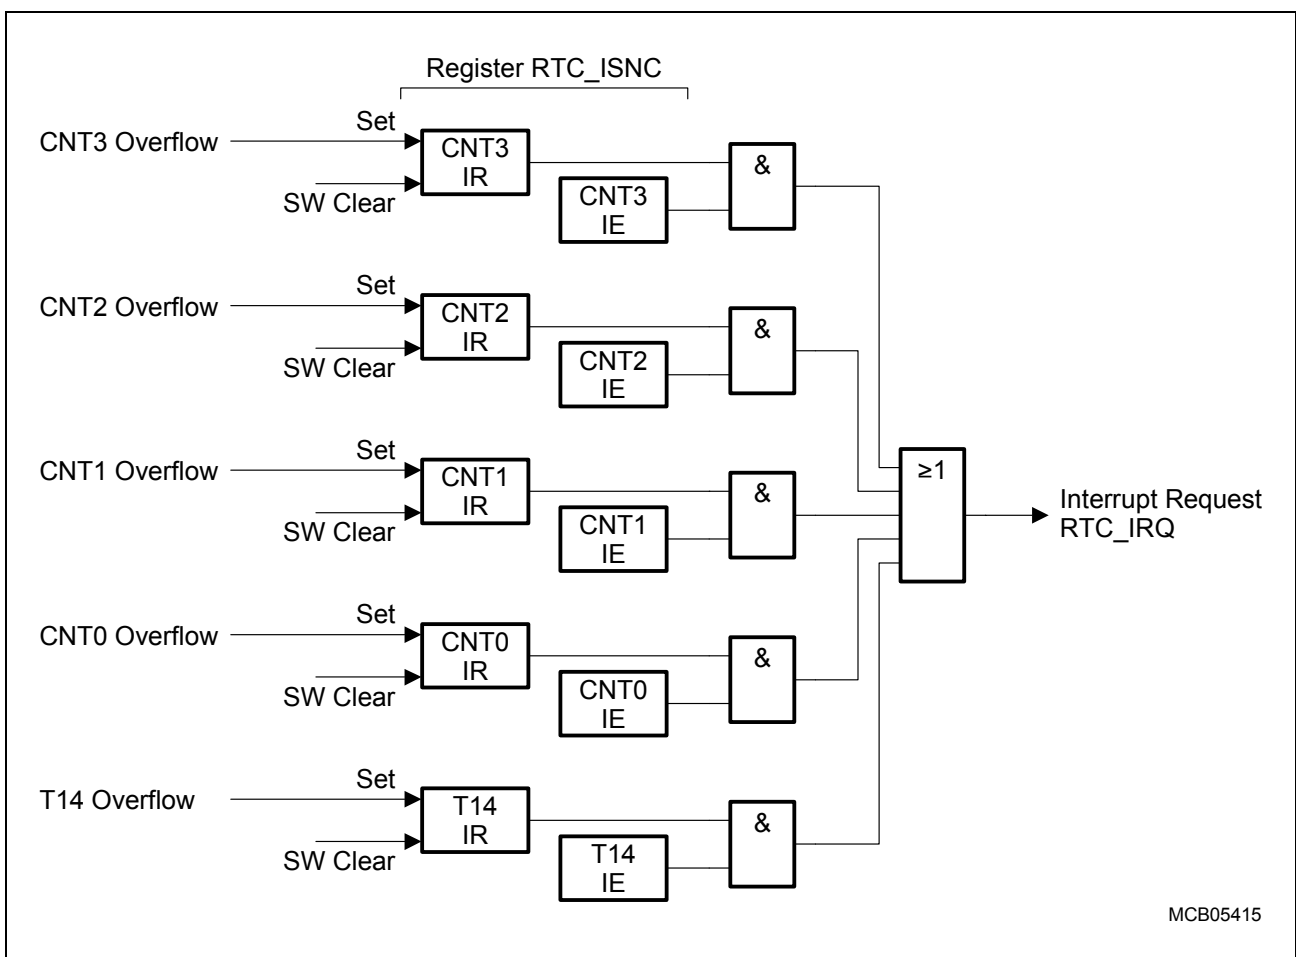 Register RTC_ISNC
CNT3 Overflow
Set
SW Clear
CNT3
IR
CNT3
IE
&
CNT2 Overflow
Set
SW Clear
CNT2
IR
CNT2
IE
&
CNT1 Overflow
Set
SW Clear
CNT1
IR
CNT1
IE
&
≥1
Interrupt Request
RTC_IRQ
CNT0 Overflow
Set
SW Clear
CNT0
IR
CNT0
IE
&
T14 Overflow
Set
SW Clear
T14
IR
T14
IE
&
MCB05415